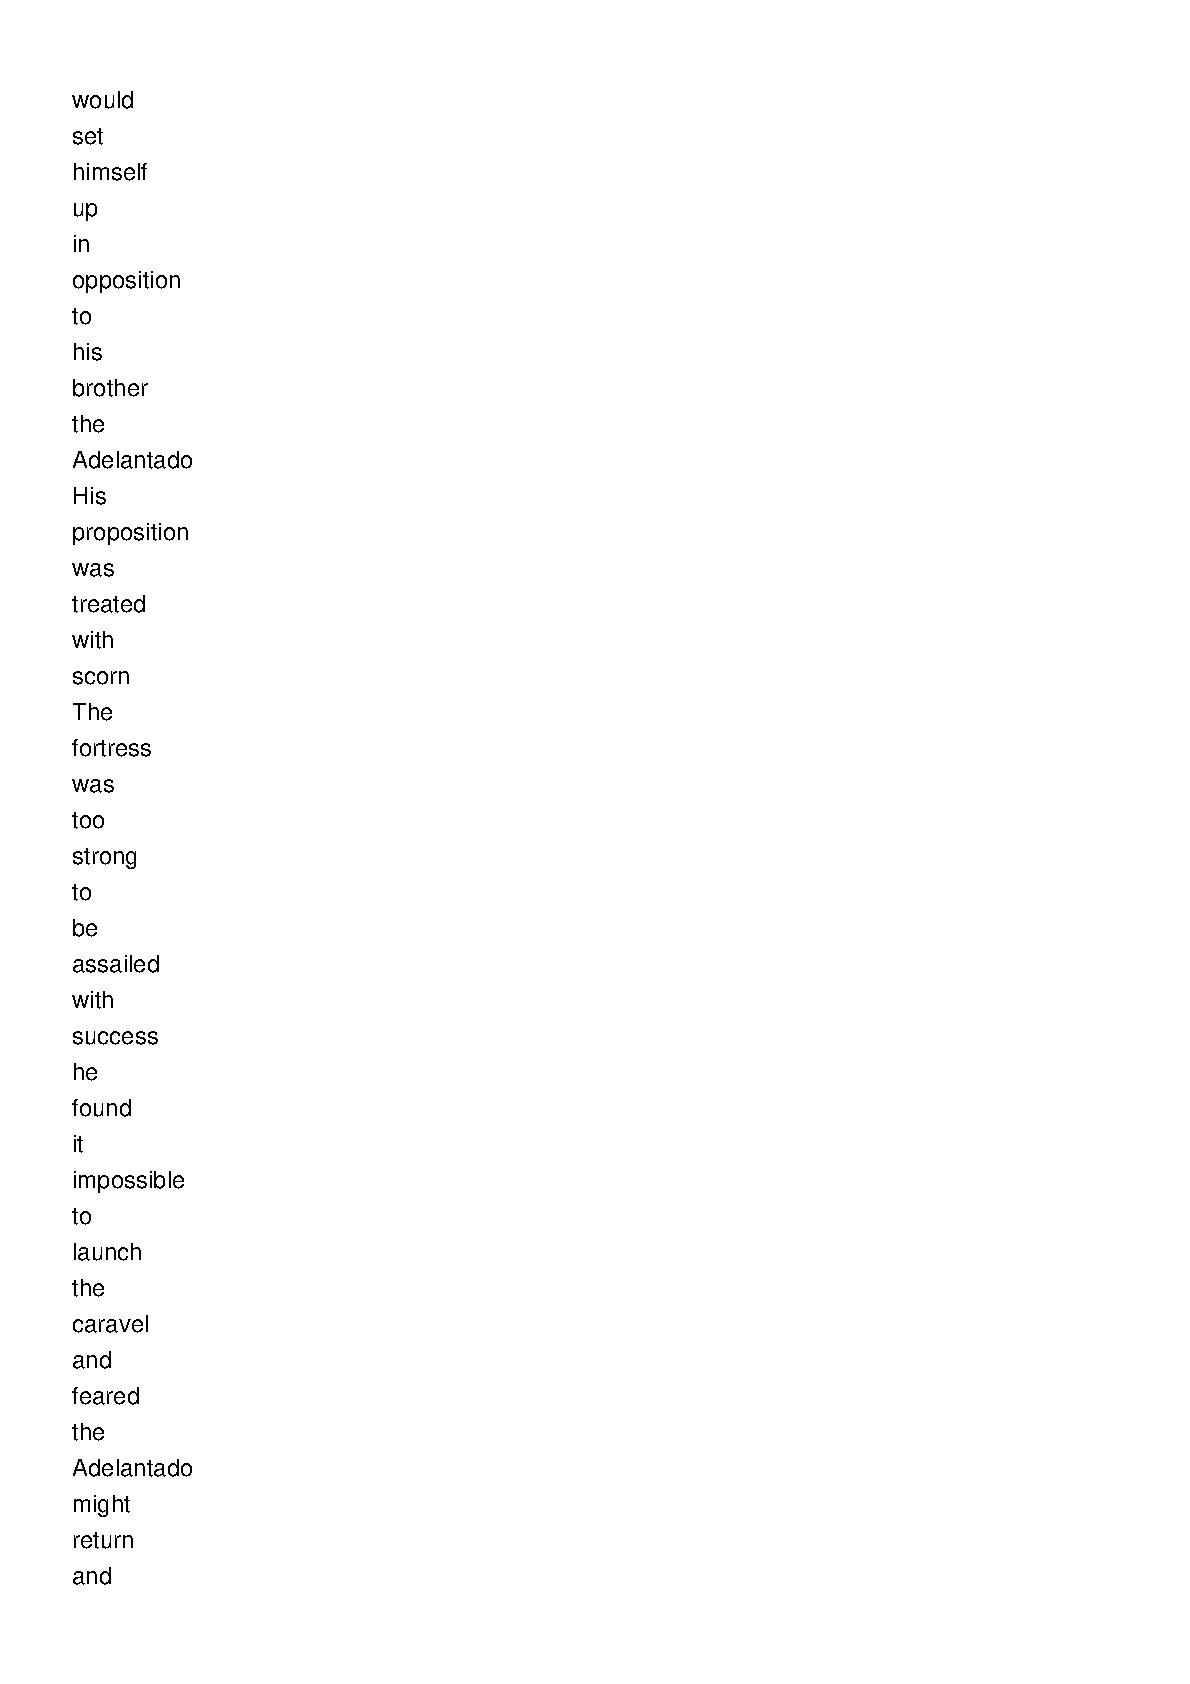 would
set
himself
up
in
opposition
to
his
brother
the
Adelantado
His
proposition
was
treated
with
scorn
The
fortress
was
too
strong
to
be
assailed
with
success
he
found
it
impossible
to
launch
the
caravel
and
feared
the
Adelantado
might
return
and